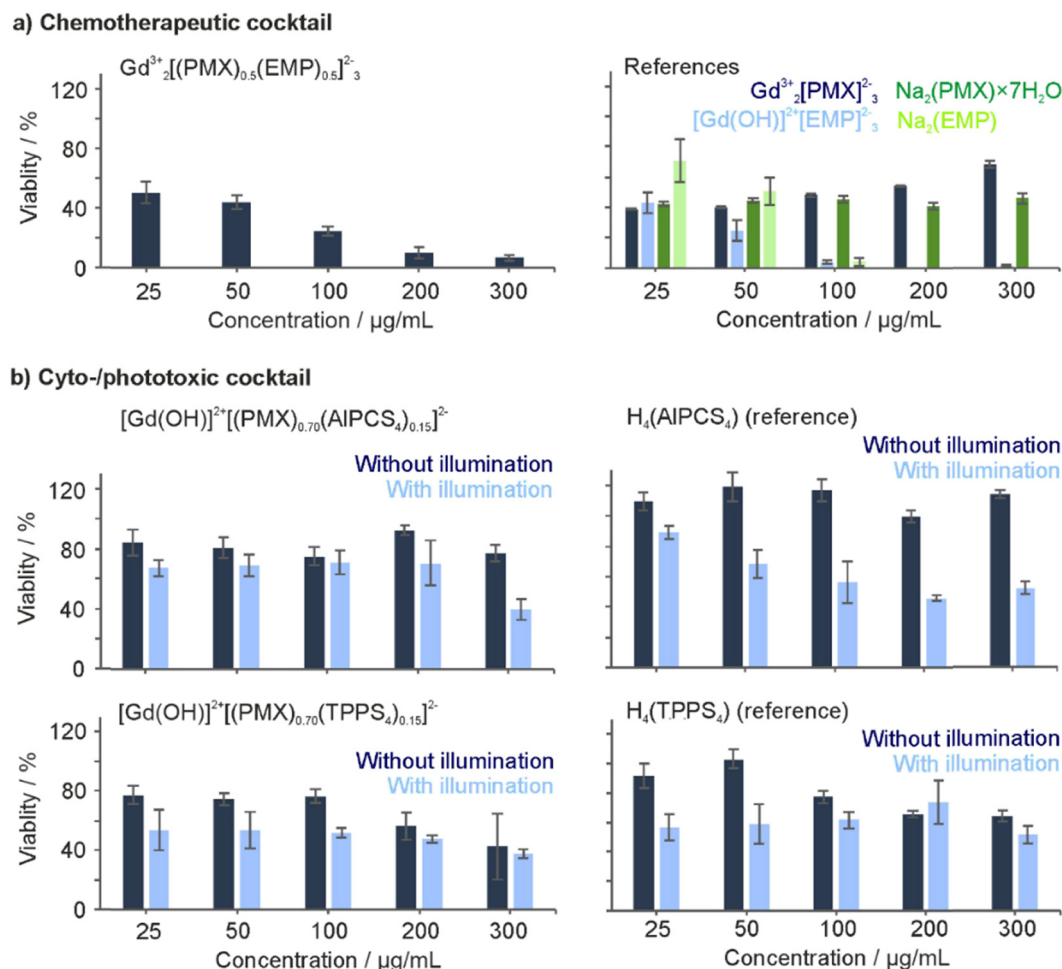 a) Chemotherapeutic cocktail
Gd³⁺₂[(PMX)₀.₅(EMP)₀.₅]²⁻₃
120
80
40
0
Viablity / %
25 50 100 200 300
Concentration / µg/mL
References
Gd³⁺₂[PMX]²⁻₃ Na₂(PMX)×7H₂O
[Gd(OH)]²⁺[EMP]²⁻₃ Na₂(EMP)
25 50 100 200 300
Concentration / µg/mL
b) Cyto-/phototoxic cocktail
[Gd(OH)]²⁺[(PMX)₀.₇₀(AlPCS₄)₀.₁₅]²⁻
Without illumination
With illumination
120
80
40
0
Viablity / %
H₄(AlPCS₄) (reference)
Without illumination
With illumination
[Gd(OH)]²⁺[(PMX)₀.₇₀(TPPS₄)₀.₁₅]²⁻
Without illumination
With illumination
120
80
40
0
Viablity / %
25 50 100 200 300
Concentration / µg/mL
H₄(TPPS₄) (reference)
Without illumination
With illumination
25 50 100 200 300
Concentration / µg/mL